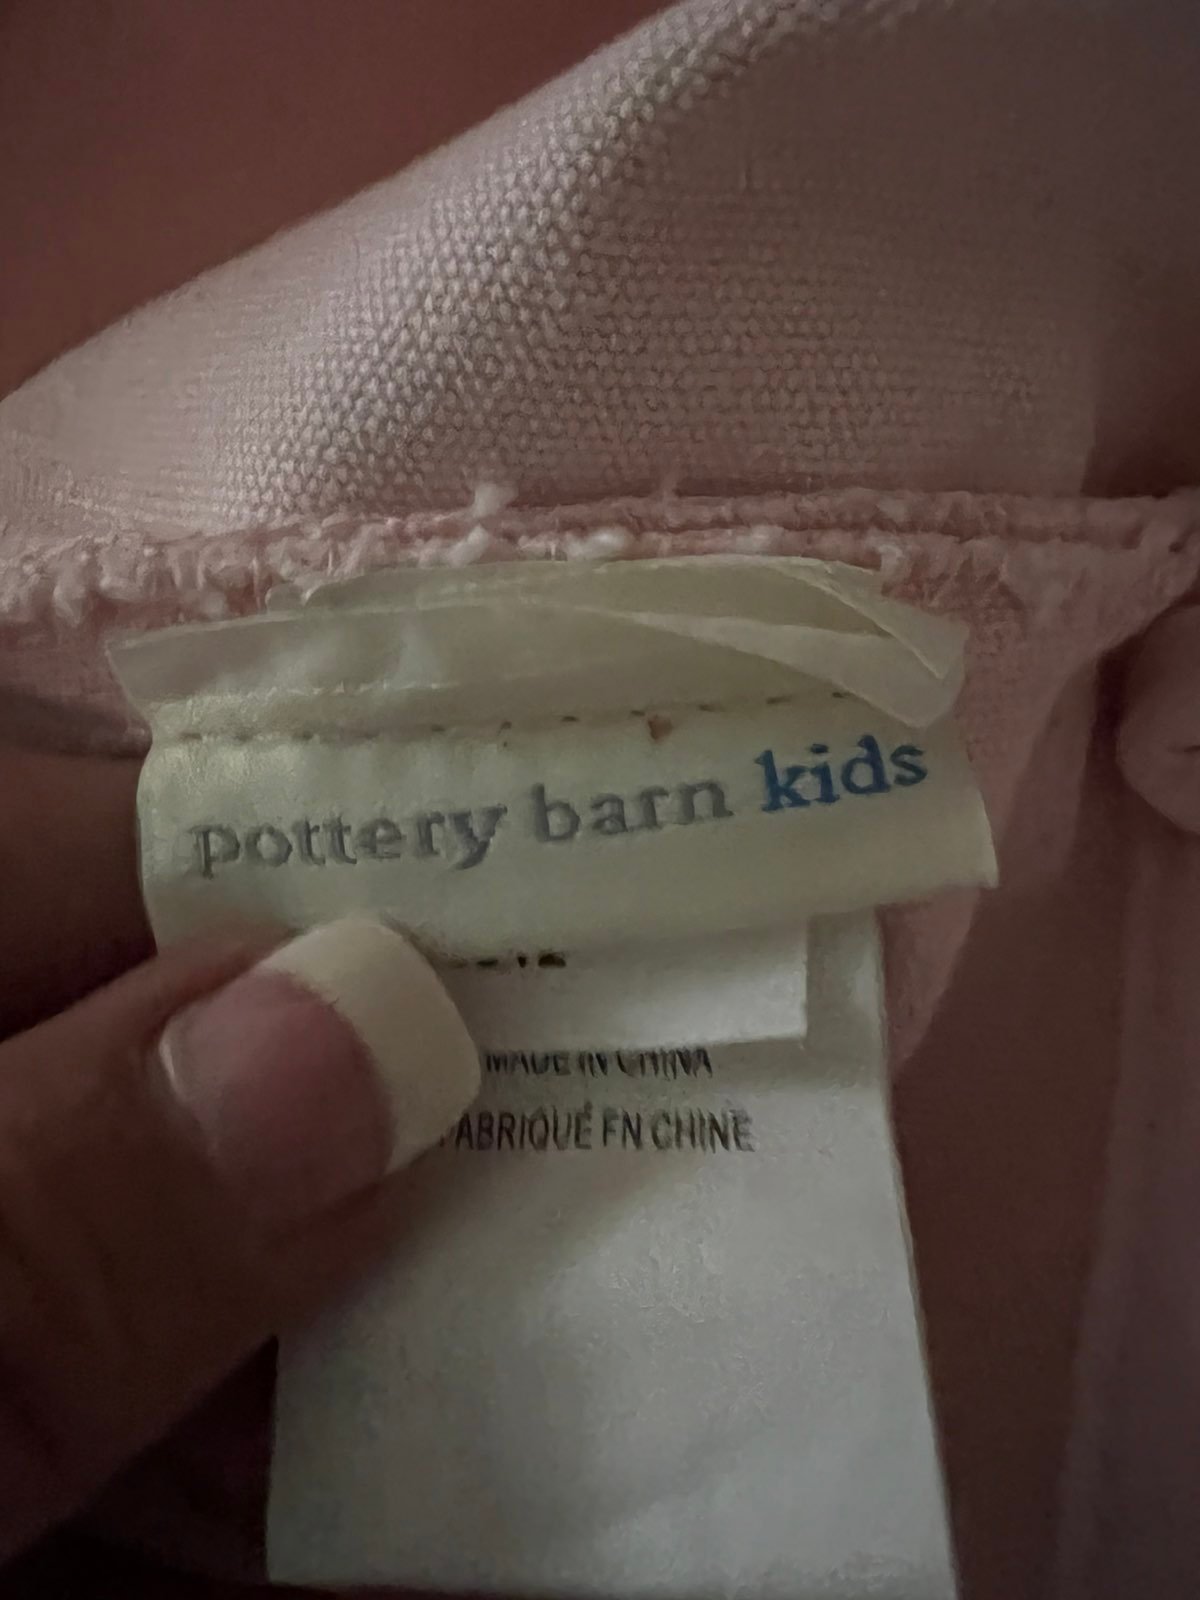 pottery barn kids
MADE IN CHINA
FABRIQUÉ EN CHINE